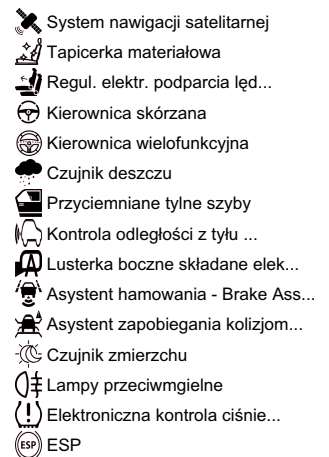 System nawigacji satelitarnej
Tapicerka materiałowa
Regul. elektr. podparcia lęd...
Kierownica skórzana
Kierownica wielofunkcyjna
Czujnik deszczu
Przyciemniane tylne szyby
Kontrola odległości z tyłu ...
Lusterka boczne składane elek...
Asystent hamowania - Brake Ass...
Asystent zapobiegania kolizjom...
Czujnik zmierzchu
Lampy przeciwmgielne
Elektroniczna kontrola ciśnie...
ESP ESP